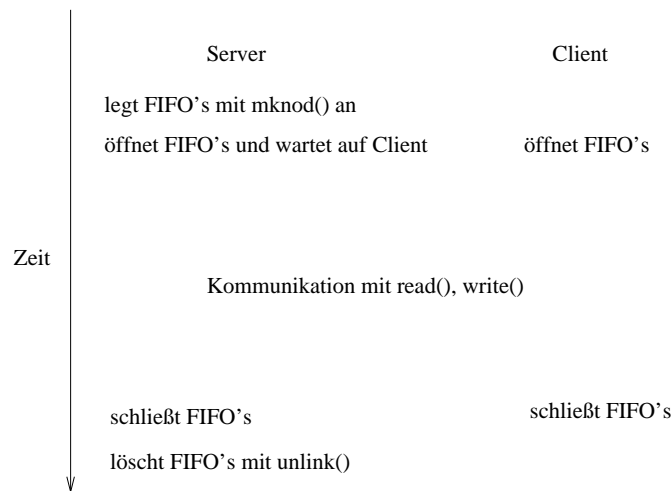 Server Client
legt FIFO's mit mknod() an
öffnet FIFO's und wartet auf Client öffnet FIFO's
Zeit
Kommunikation mit read(), write()
schließt FIFO's schließt FIFO's
löscht FIFO's mit unlink()